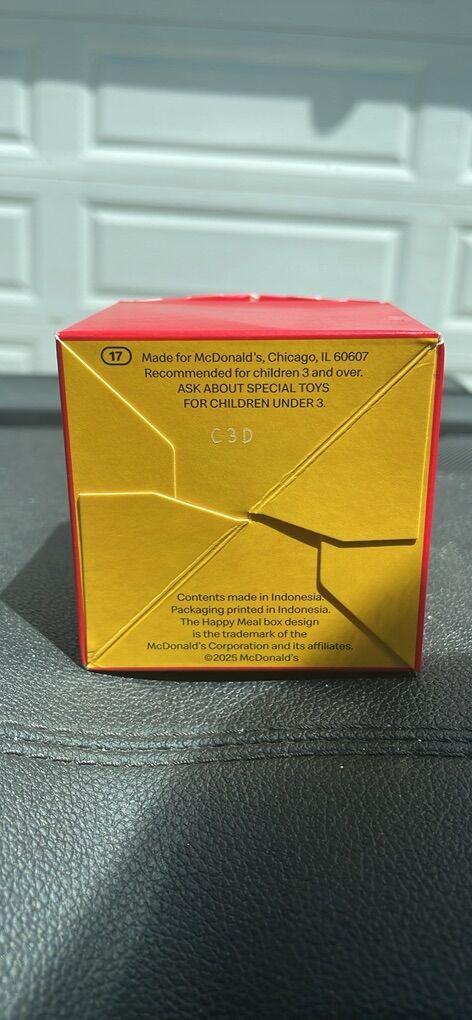 17
Made for McDonald's, Chicago, IL 60607
Recommended for children 3 and over.
ASK ABOUT SPECIAL TOYS
FOR CHILDREN UNDER 3.
C3D
Contents made in Indonesia.
Packaging printed in Indonesia.
The Happy Meal box design
is the trademark of the
McDonald's Corporation and its affiliates.
©2025 McDonald's